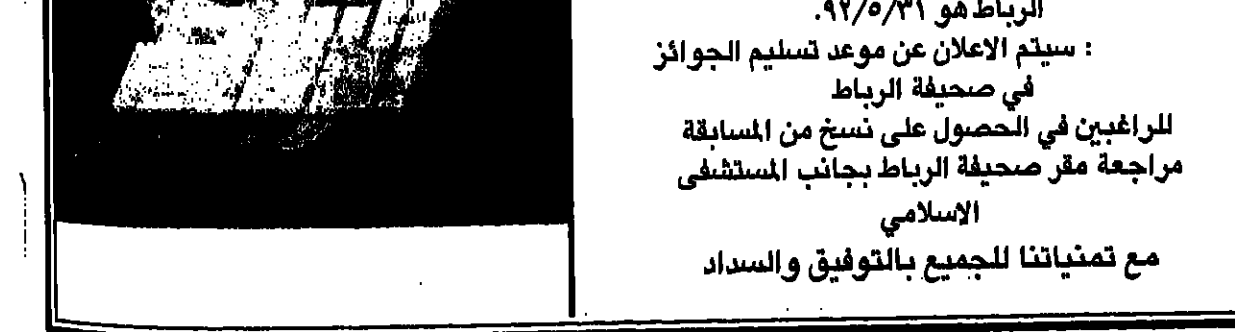 الرباط هو ٩٢/٥/٣١.
: سيتم الاعلان عن موعد تسليم الجوائز
في صحيفة الرباط
للراغبين في الحصول على نسخ من المسابقة
مراجعة مقر صحيفة الرباط بجانب المستشفى
الاسلامي
مع تمنياتنا للجميع بالتوفيق والسداد